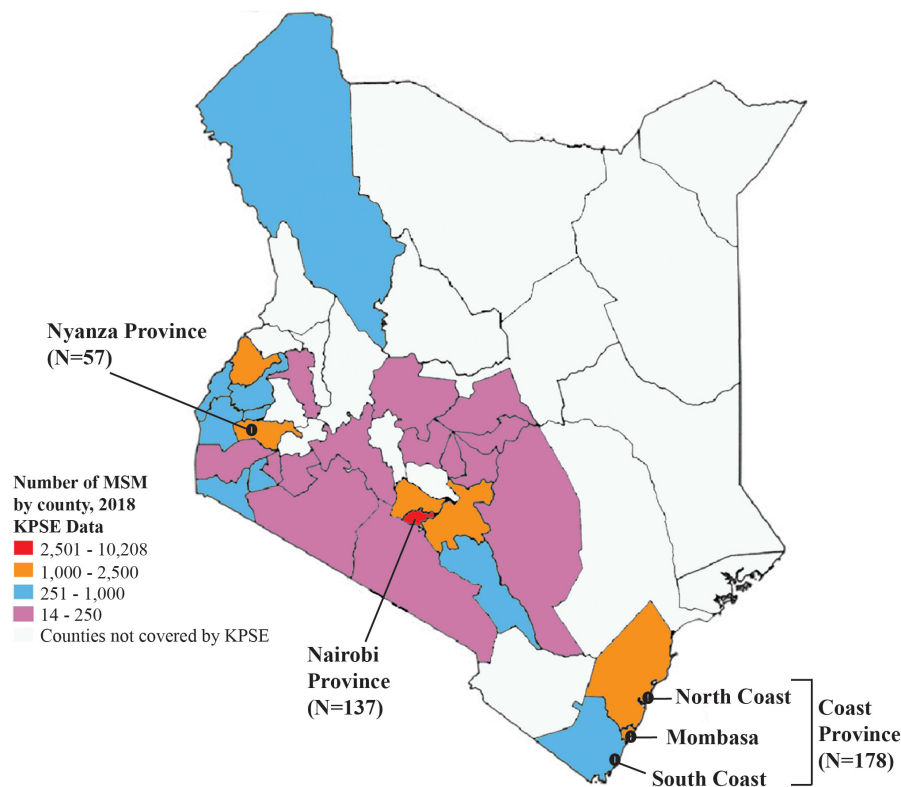 Nyanza Province
(N=57)
Number of MSM
by county, 2018
KPSE Data
2,501 - 10,208
1,000 - 2,500
251 - 1,000
14 - 250
Counties not covered by KPSE
Nairobi
Province
(N=137)
North Coast
Mombasa
South Coast
Coast
Province
(N=178)